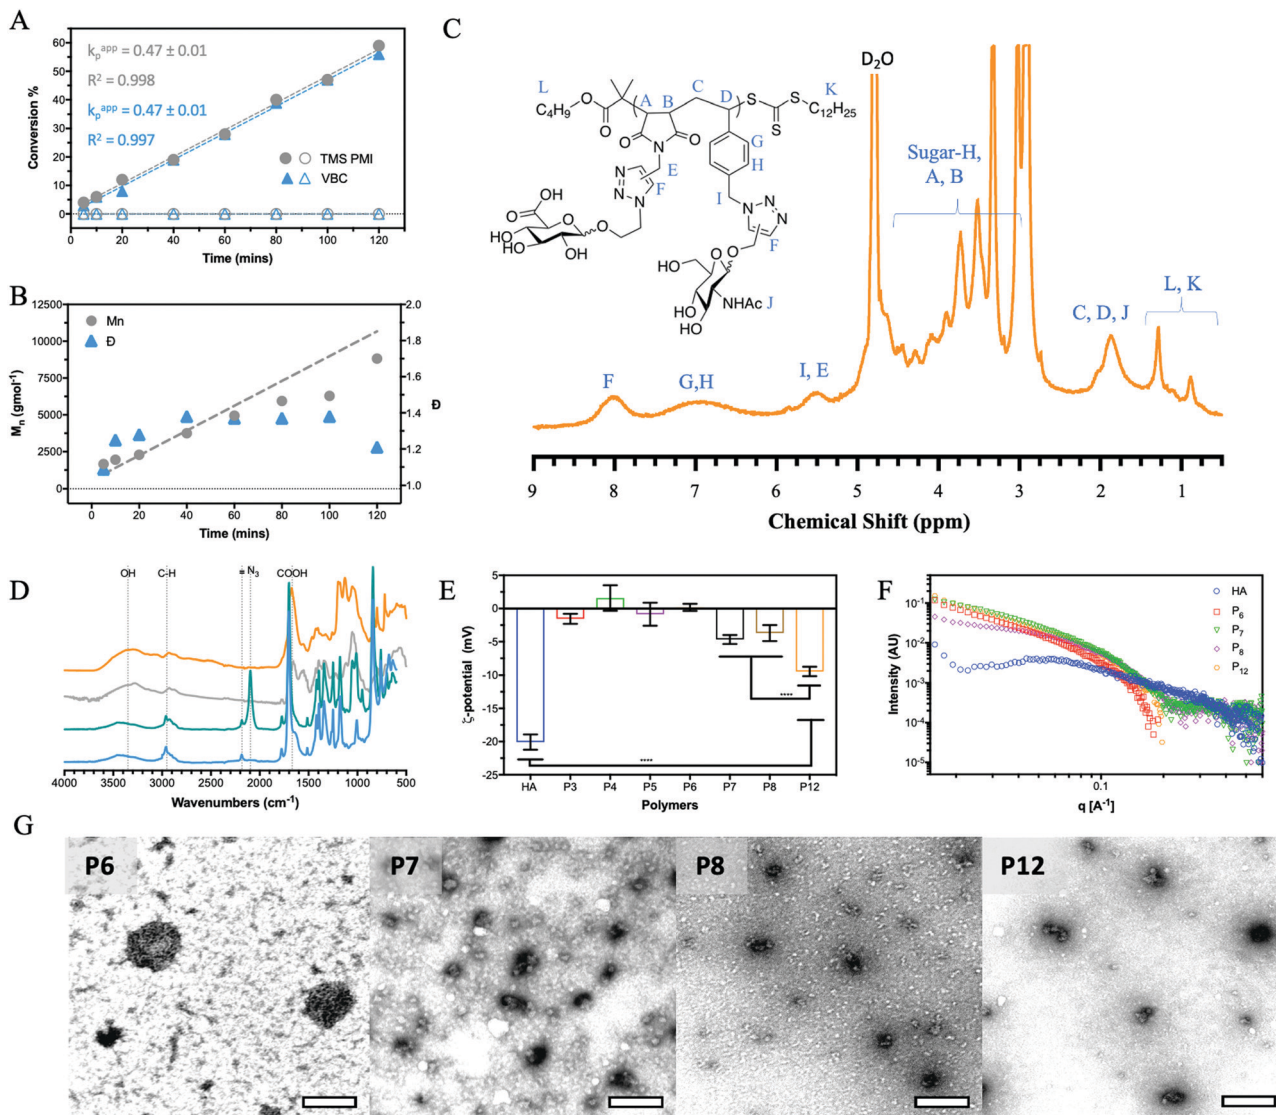 A
k_p^app = 0.47 ± 0.01
R² = 0.998
k_p^app = 0.47 ± 0.01
R² = 0.997
TMS PMI
VBC
Conversion %
60
50
40
30
20
10
0
0 20 40 60 80 100 120
Time (mins)
B
Mn
Đ
M_n (gmol⁻¹)
12500
10000
7500
5000
2500
0
2.0
1.8
1.6
1.4
1.2
1.0
Đ
0 20 40 60 80 100 120
Time (mins)
C
D₂O
L
C₄H₉
O
O
A
B
C
D
S
S
S
K
C₁₂H₂₅
O
N
O
G
H
E
N
N
N
F
I
N
N
N
F
O
OH
HO
HO
O
OH
O
O
HO
HO
HO
O
NHAc
J
Sugar-H,
A, B
L, K
C, D, J
I, E
G,H
F
9 8 7 6 5 4 3 2 1
Chemical Shift (ppm)
D
OH
C-H
≡
N₃
COOH
4000 3500 3000 2500 2000 1500 1000 500
Wavenumbers (cm⁻¹)
E
ζ-potential (mV)
5
0
-5
-10
-15
-20
-25
****
****
HA P3 P4 P5 P6 P7 P8 P12
Polymers
F
HA
P₆
P₇
P₈
P₁₂
Intensity (AU)
10⁻¹
10⁻²
10⁻³
10⁻⁴
10⁻⁵
0.1
q [A⁻¹]
G
P6
P7
P8
P12